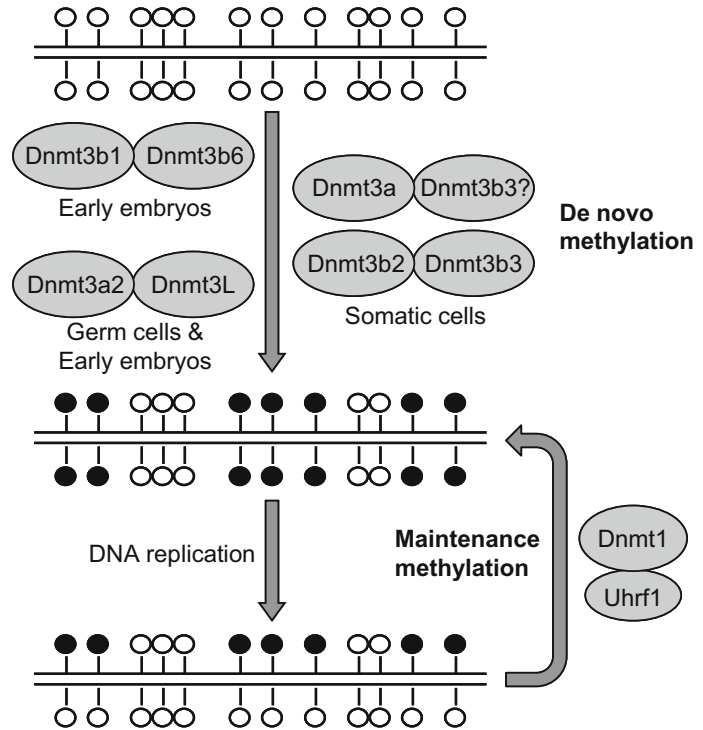 Dnmt3b1 Dnmt3b6
Early embryos
Dnmt3a2 Dnmt3L
Germ cells &
Early embryos
Dnmt3a Dnmt3b3?
Dnmt3b2 Dnmt3b3
Somatic cells
De novo
methylation
DNA replication
Maintenance
methylation
Dnmt1
Uhrf1